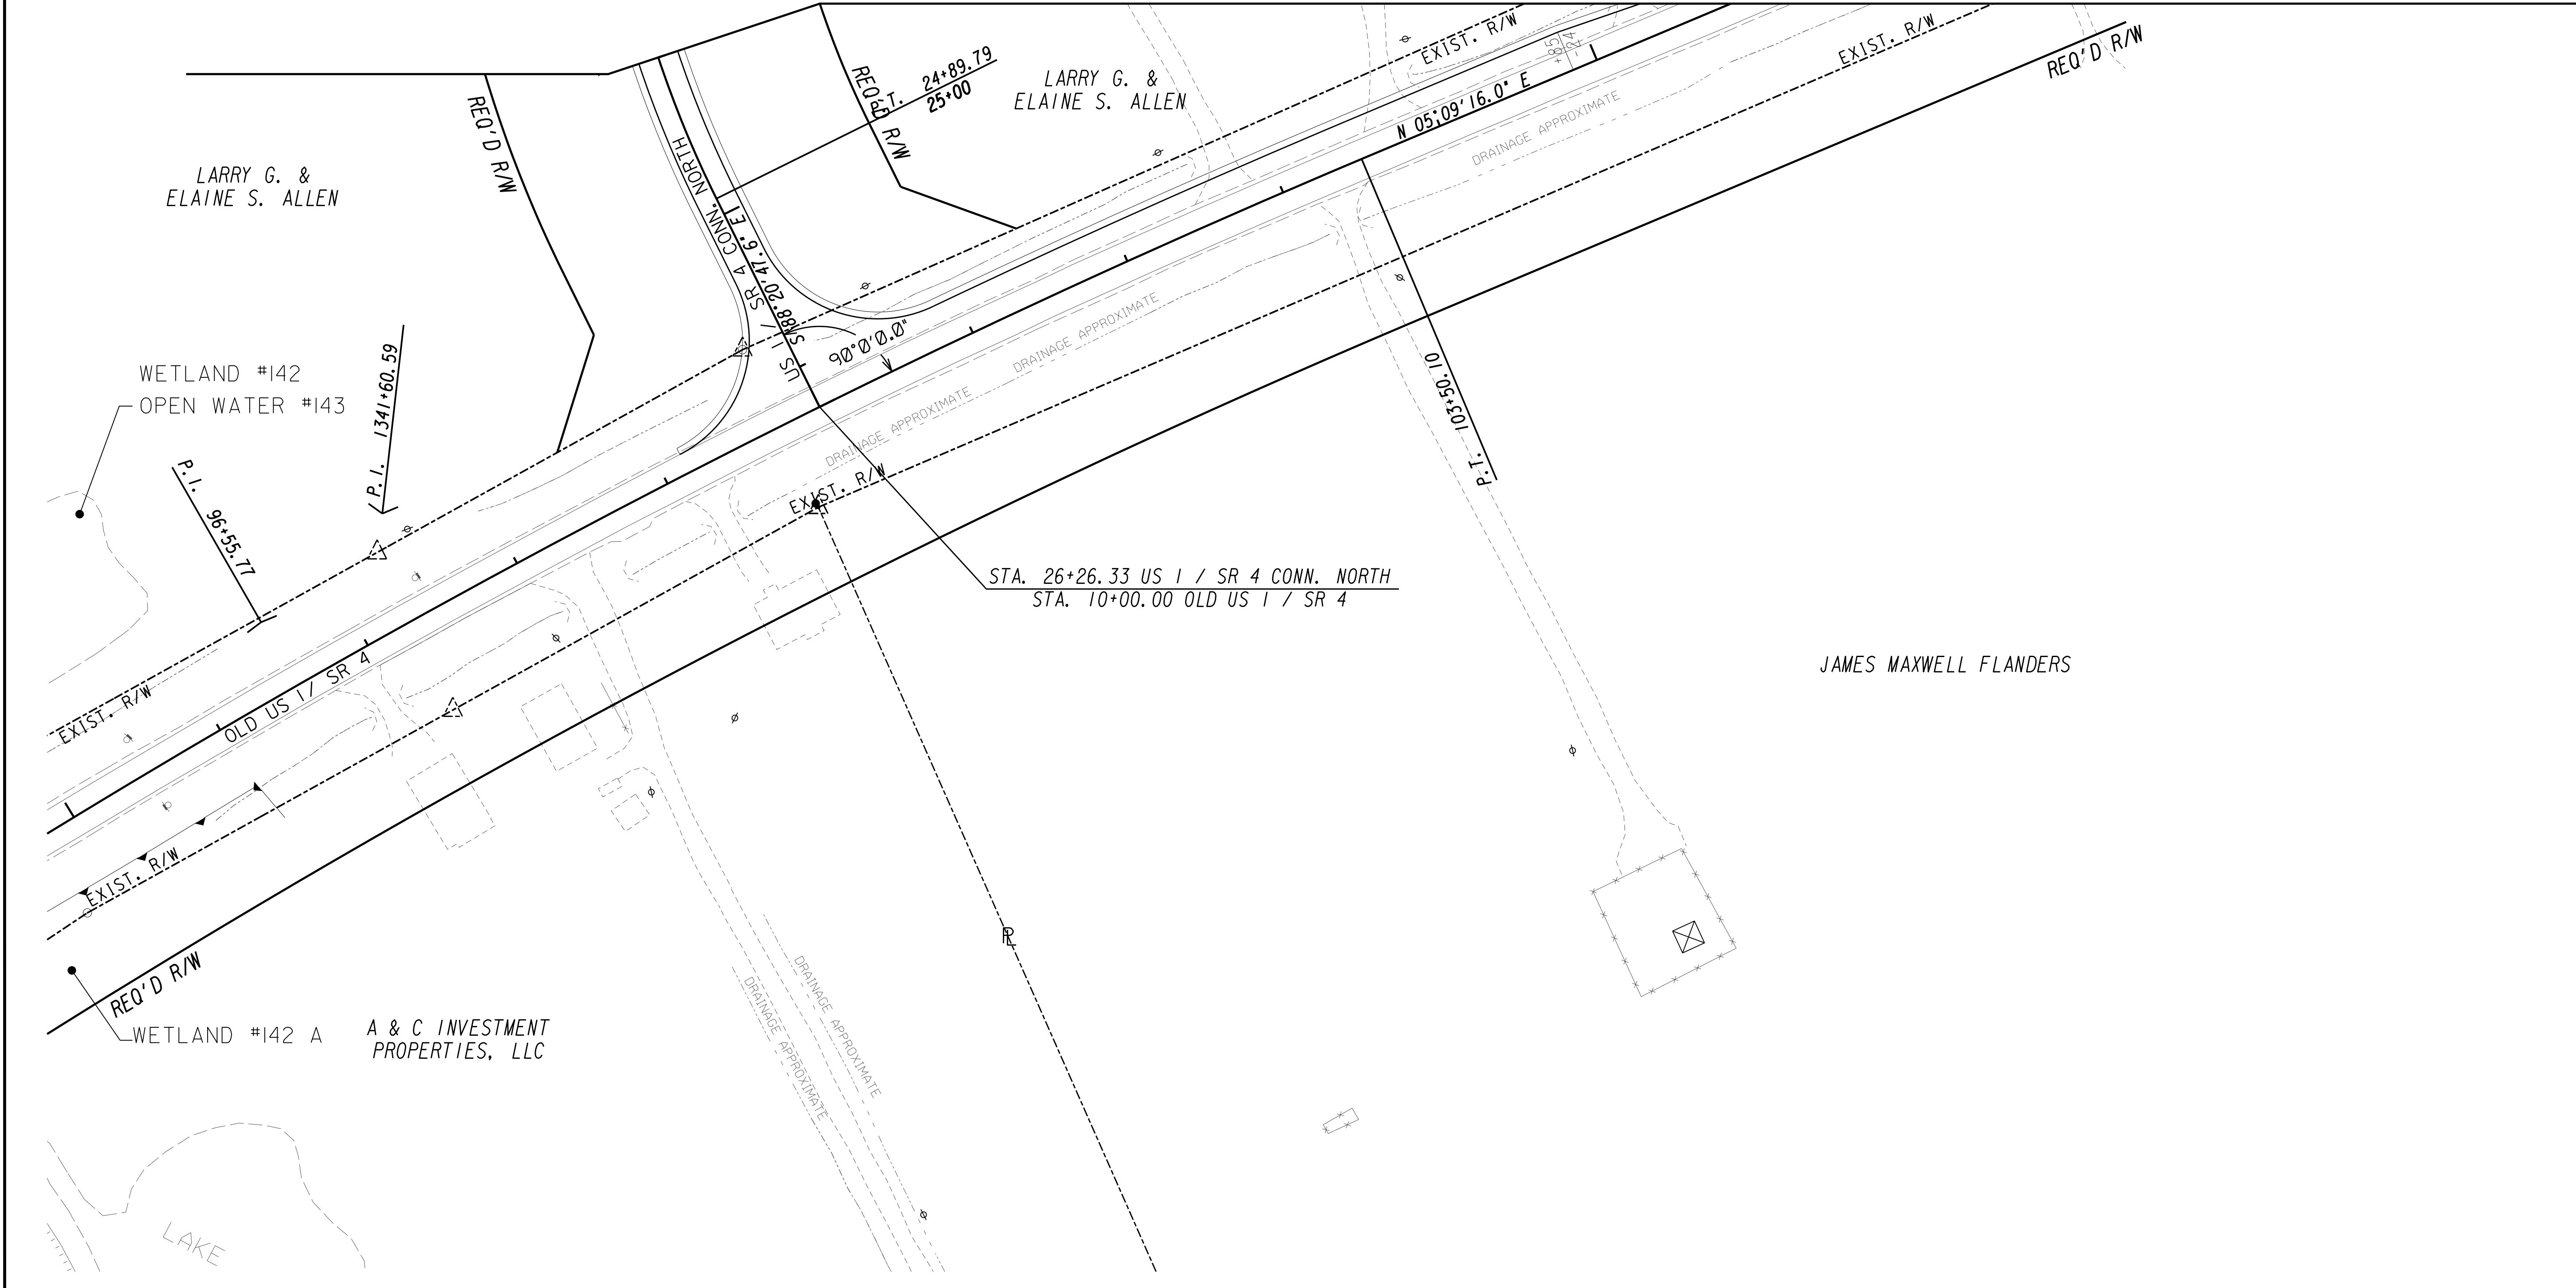 EXIST. R/W
+85
-24
EXIST. R/W
REQ'D R/W
24+89.79
25+00
REQ'D R/W
LARRY G. &
ELAINE S. ALLEN
REQ'D R/W
N 05;09'16.0" E
DRAINAGE APPROXIMATE
LARRY G. &
ELAINE S. ALLEN
US 1 / SR 4 CONN. NORTH
S 88°20'47.6" E
90°0'0.0"
DRAINAGE APPROXIMATE
DRAINAGE APPROXIMATE
WETLAND #142
OPEN WATER #143
P.I. 1341+60.59
P.I. 96+55.77
EXIST. R/W
P.T. 103+50.10
STA. 26+26.33 US 1 / SR 4 CONN. NORTH
STA. 10+00.00 OLD US 1 / SR 4
JAMES MAXWELL FLANDERS
OLD US 1/ SR 4
EXIST. R/W
EXIST. R/W
REQ'D R/W
WETLAND #142 A
A & C INVESTMENT
PROPERTIES, LLC
PL
DRAINAGE APPROXIMATE
DRAINAGE APPROXIMATE
LAKE